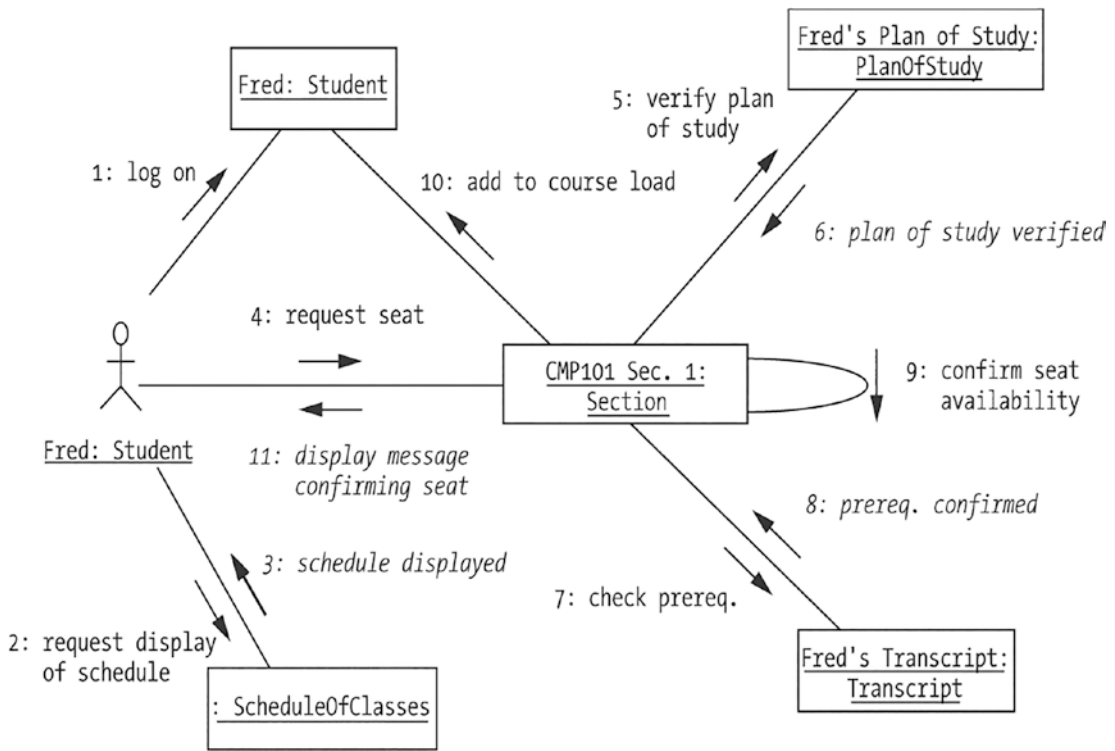 Fred's Plan of Study:
PlanOfStudy
Fred: Student
5: verify plan
of study
1: log on
10: add to course load
6: plan of study verified
4: request seat
CMP101 Sec. 1:
Section
9: confirm seat
availability
Fred: Student
11: display message
confirming seat
8: prereq. confirmed
3: schedule displayed
7: check prereq.
2: request display
of schedule
Fred's Transcript:
Transcript
: ScheduleOfClasses